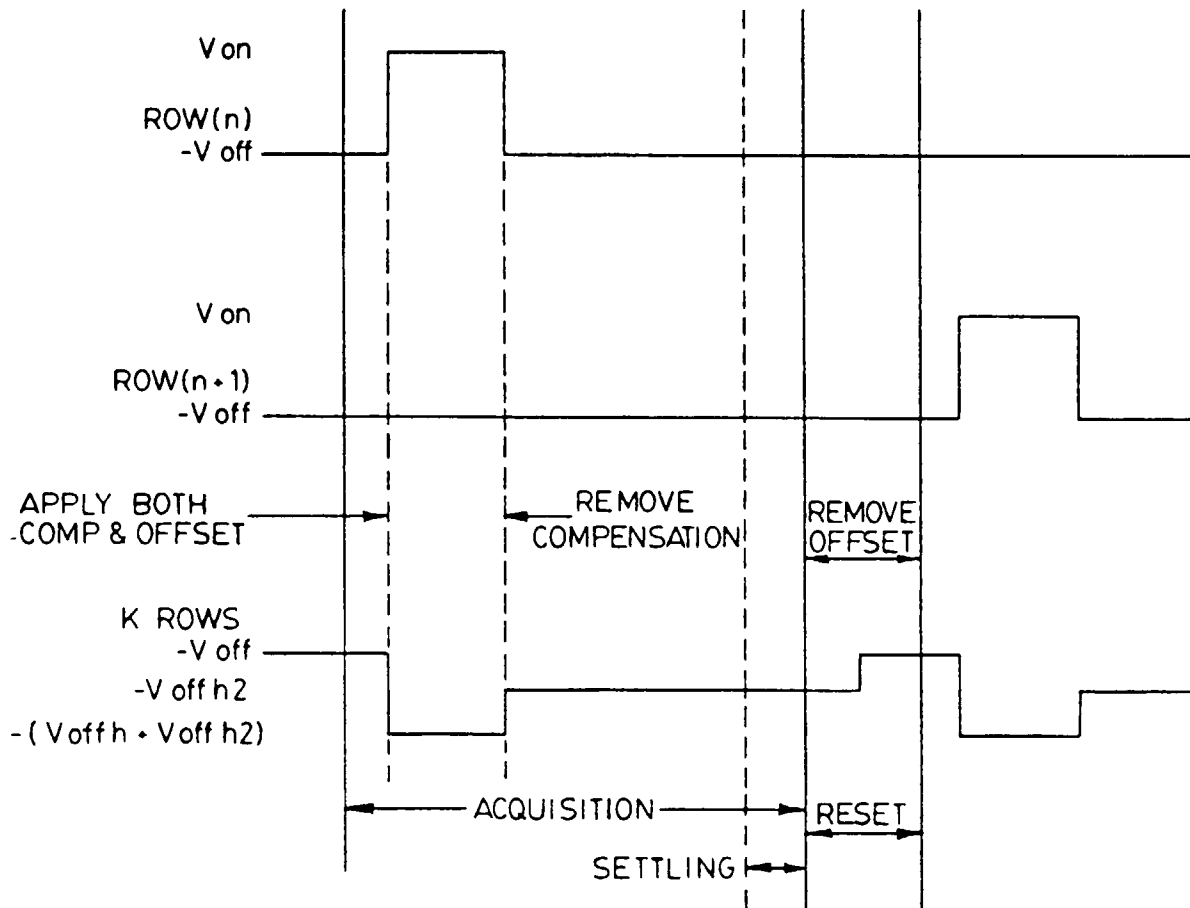 V on
ROW(n)
-V off
V on
ROW(n+1)
-V off
APPLY BOTH
COMP & OFFSET
REMOVE
COMPENSATION
REMOVE
OFFSET
K ROWS
-V off
-V off h2
-(V off h + V off h2)
ACQUISITION
RESET
SETTLING